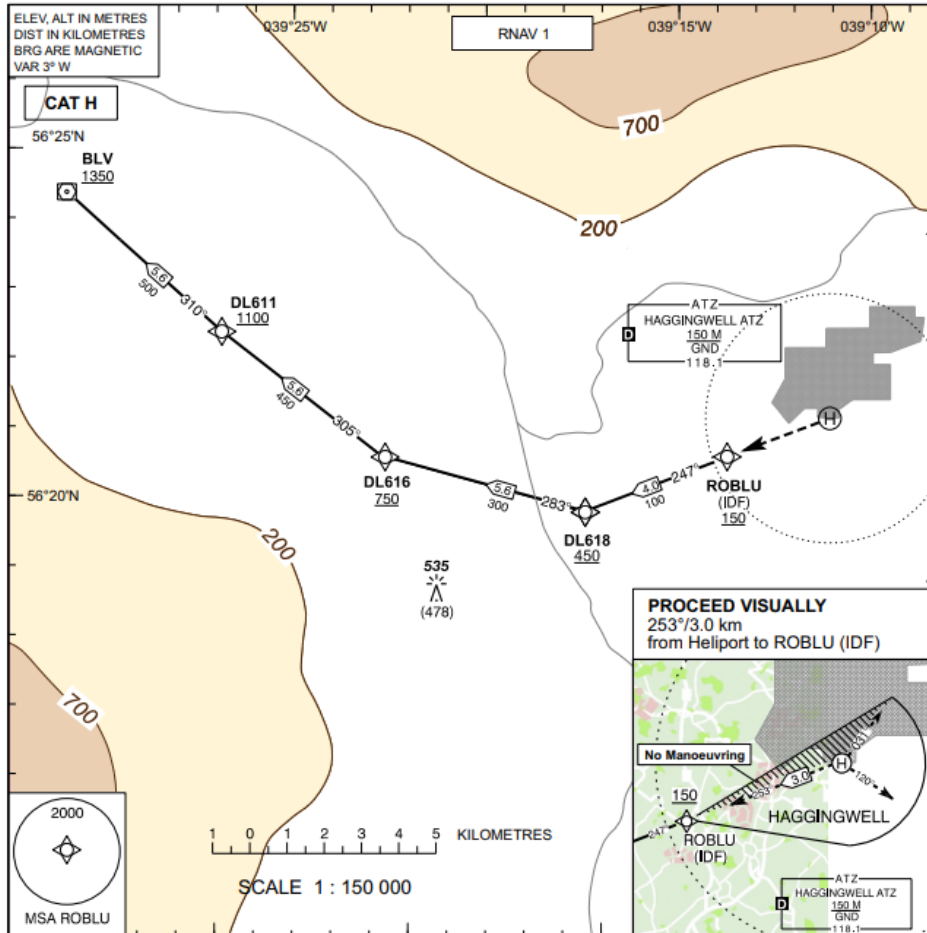 ELEV, ALT IN METRES
DIST IN KILOMETRES
BRG ARE MAGNETIC
VAR 3° W
039°25'W
RNAV 1
039°15'W
039°10'W
CAT H
56°25'N
700
BLV
1350
200
5.6
500
310°
DL611
1100
ATZ
HAGGINGWELL ATZ
D
150 M
GND
118.1
5.6
450
305°
H
DL616
750
56°20'N
5.6
300
283°
DL618
450
4.0
100
247°
ROBLU
(IDF)
150
200
535
(478)
700
PROCEED VISUALLY
253°/3.0 km
from Heliport to ROBLU (IDF)
No Manoeuvring
031°
H
120°
3.0
253°
150
HAGGINGWELL
247°
ROBLU
(IDF)
ATZ
HAGGINGWELL ATZ
D
150 M
GND
118.1
2000
MSA ROBLU
1 0 1 2 3 4 5 KILOMETRES
SCALE 1 : 150 000